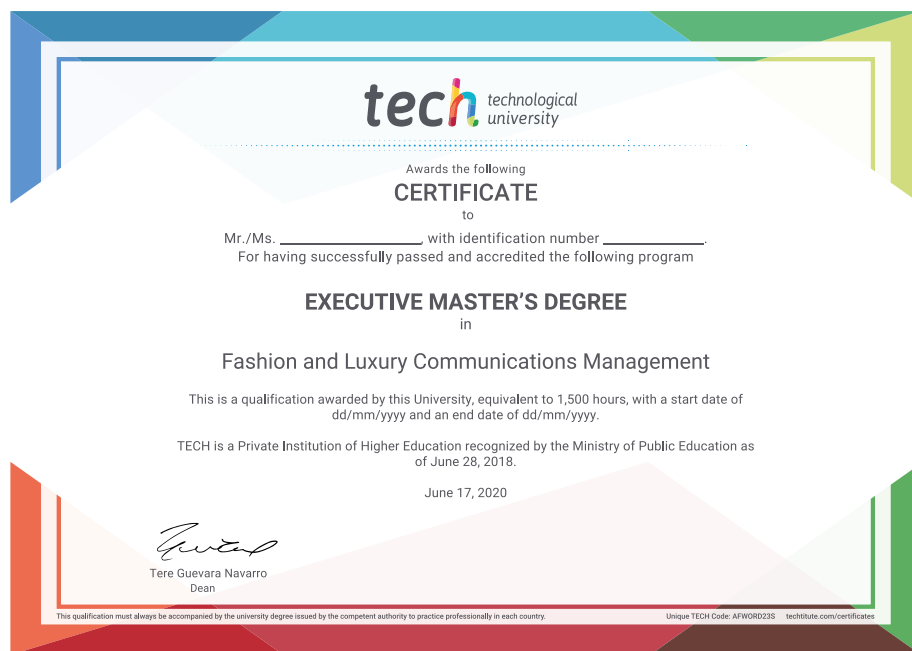 tech technological
university
Awards the following
CERTIFICATE
to
Mr./Ms. ____________________, with identification number ______________.
For having successfully passed and accredited the following program
EXECUTIVE MASTER'S DEGREE
in
Fashion and Luxury Communications Management
This is a qualification awarded by this University, equivalent to 1,500 hours, with a start date of
dd/mm/yyyy and an end date of dd/mm/yyyy.
TECH is a Private Institution of Higher Education recognized by the Ministry of Public Education as
of June 28, 2018.
June 17, 2020
Tere Guevara Navarro
Dean
This qualification must always be accompanied by the university degree issued by the competent authority to practice professionally in each country.
Unique TECH Code: AFWORD23S techtitute.com/certificates